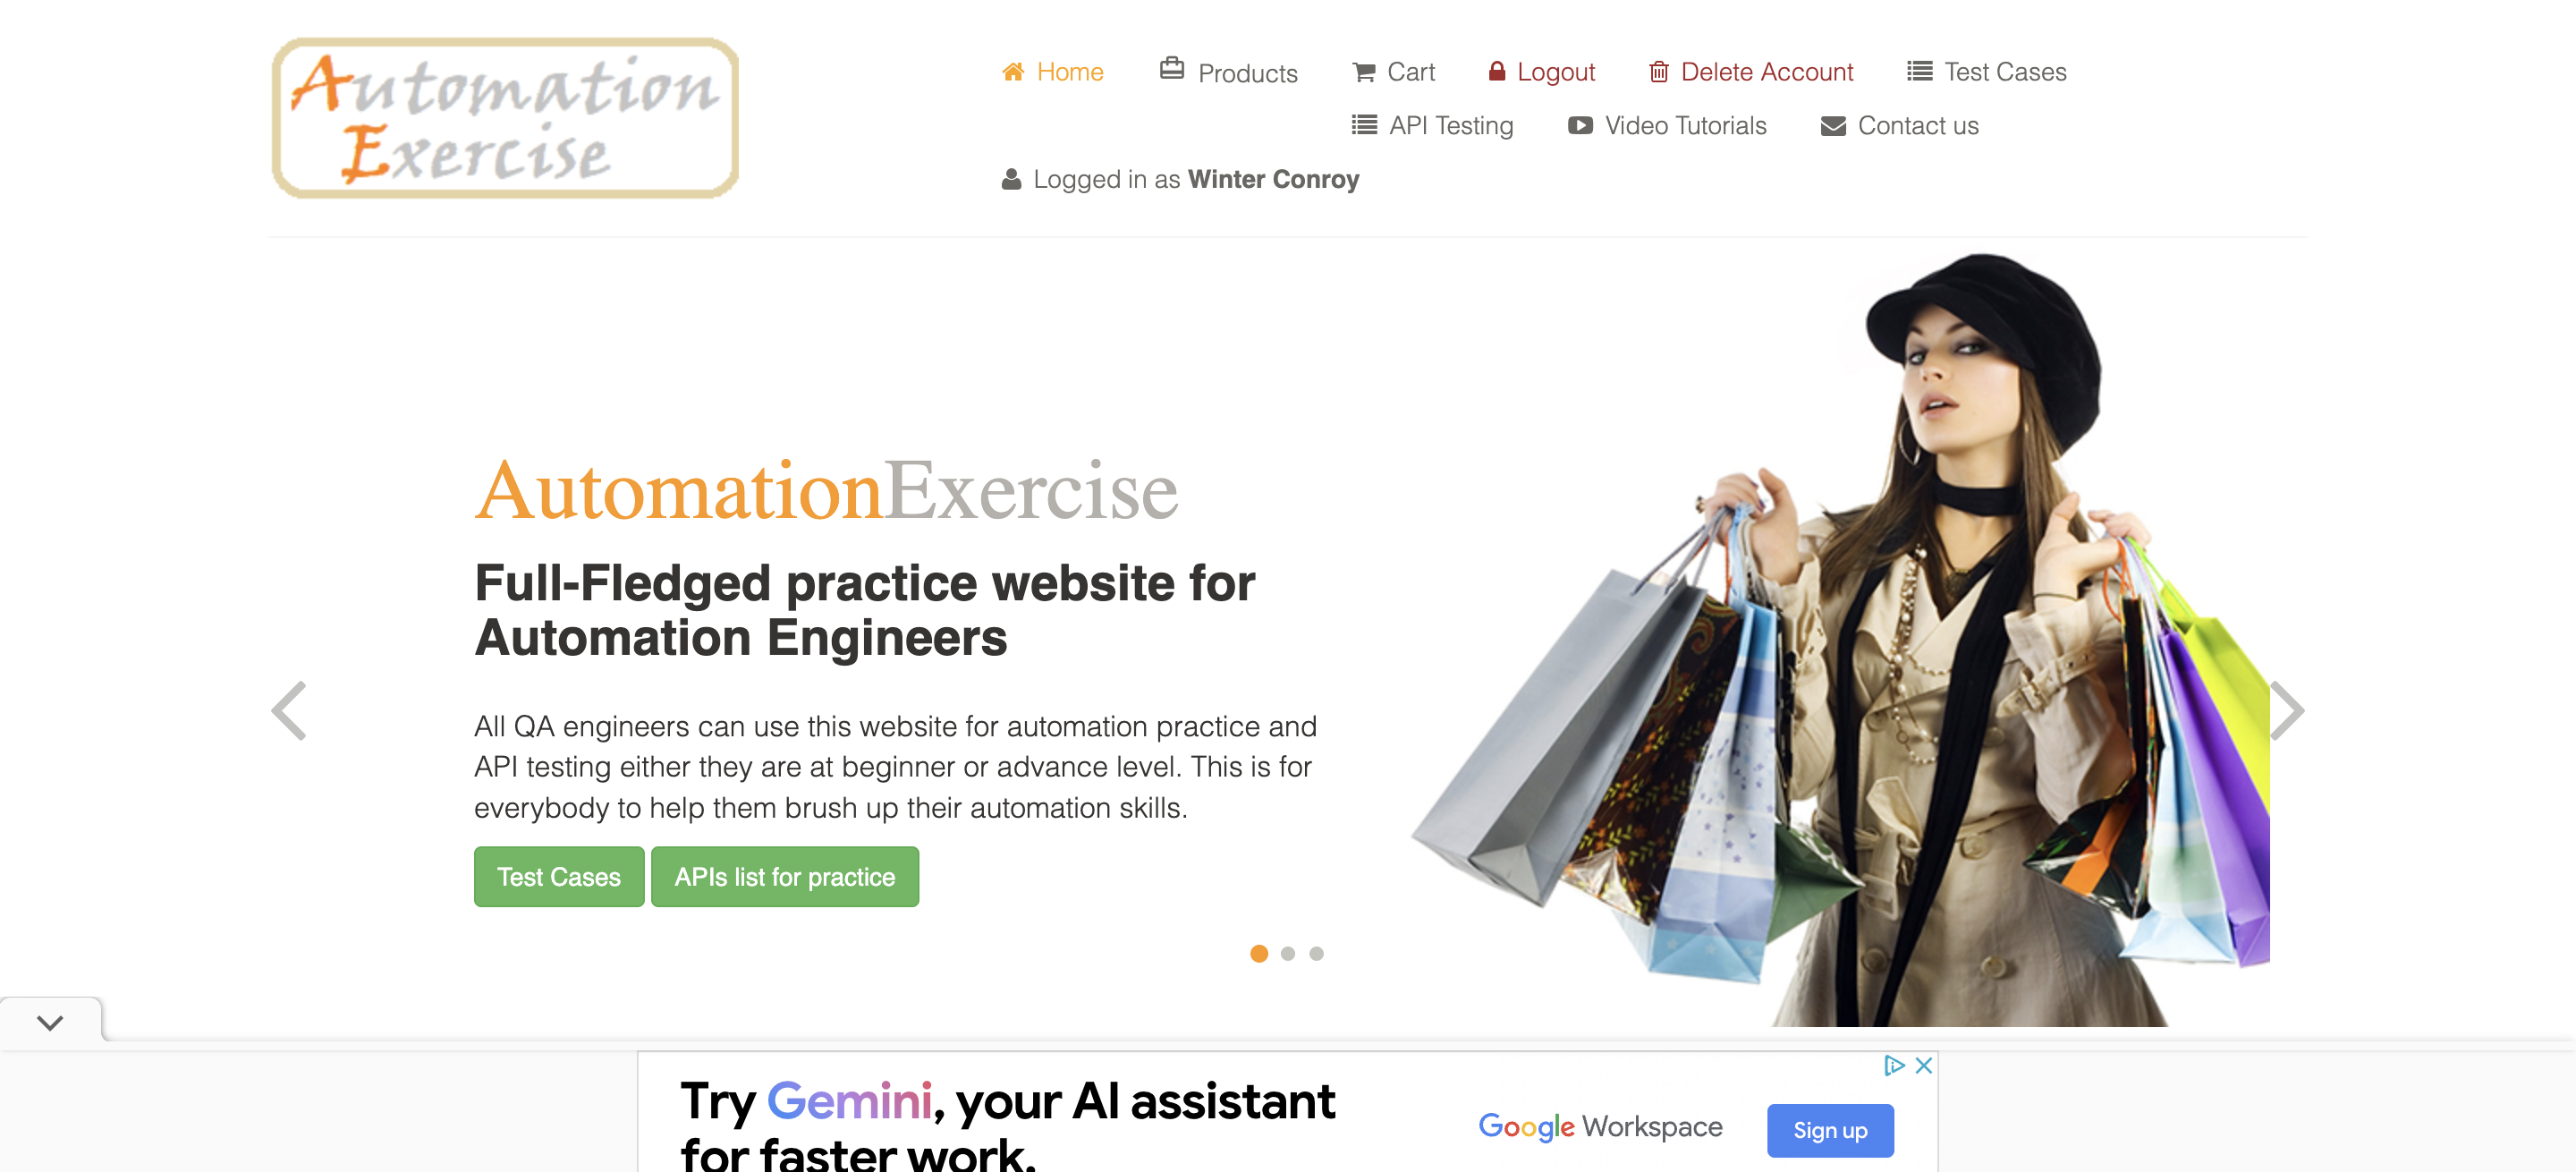 Automation
Exercise
Home Products Cart Logout Delete Account Test Cases
API Testing Video Tutorials Contact us
Logged in as Winter Conroy
AutomationExercise
Full-Fledged practice website for
Automation Engineers
All QA engineers can use this website for automation practice and
API testing either they are at beginner or advance level. This is for
everybody to help them brush up their automation skills.
Test Cases APIs list for practice
Try Gemini, your AI assistant
for faster work.
Google Workspace
Sign up